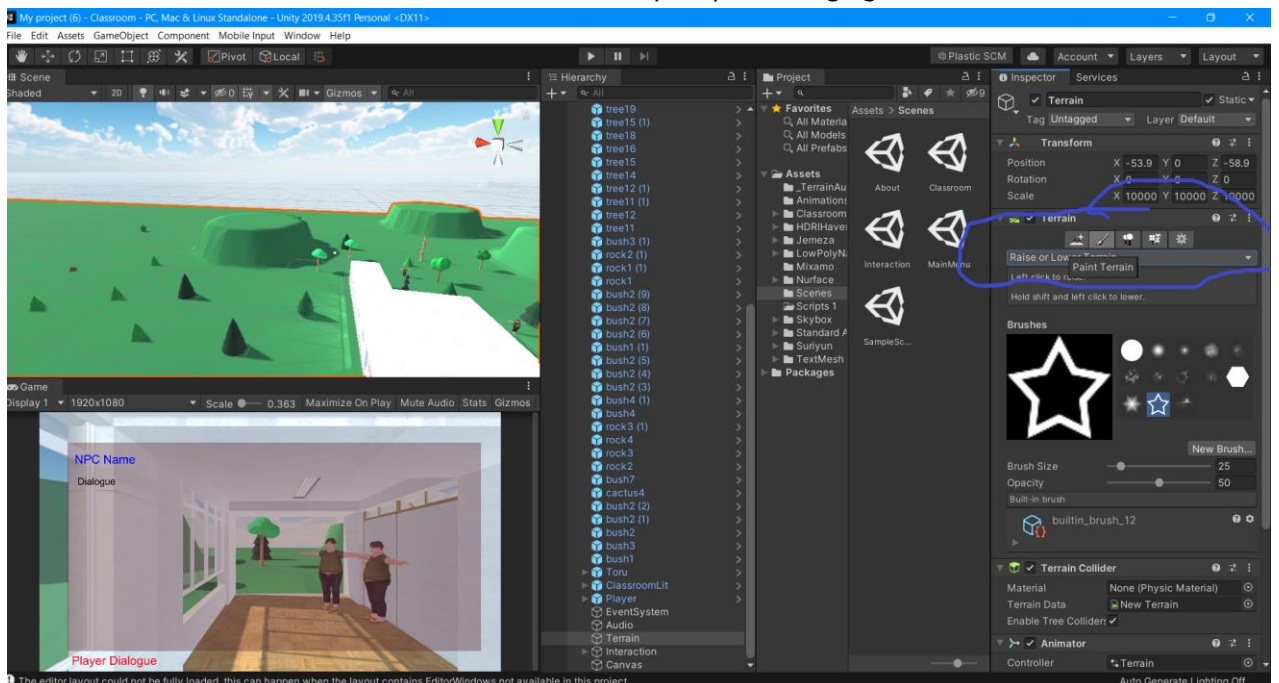 My project (6) - Classroom - PC, Mac & Linux Standalone - Unity 2019.4.35f1 Personal <DX11>
File Edit Assets GameObject Component Mobile Input Window Help
Pivot Local Plastic SCM Account Layers Layout
Scene
Shaded 2D 0 Gizmos All
Game
Display 1 1920x1080 Scale 0.363 Maximize On Play Mute Audio Stats Gizmos
NPC Name
Dialogue
Player Dialogue
Hierarchy
All
tree19
tree15 (1)
tree18
tree16
tree15
tree14
tree12 (1)
tree11 (1)
tree12
tree11
bush3 (1)
rock2 (1)
rock1 (1)
rock1
bush2 (9)
bush2 (8)
bush2 (7)
bush2 (6)
bush1 (1)
bush2 (5)
bush2 (4)
bush2 (3)
bush4 (1)
bush4
rock3 (1)
rock4
rock3
rock2
bush7
cactus4
bush2 (2)
bush2 (1)
bush2
bush3
bush1
Toru
ClassroomLit
Player
EventSystem
Audio
Terrain
Interaction
Canvas
Project
9
Favorites
All Materia
All Models
All Prefabs
Assets
_TerrainAu
Animations
Classroom
HDRIHave
Jemeza
LowPolyN
Mixamo
Nurface
Scenes
Scripts 1
Skybox
Standard A
Suriyun
TextMesh
Packages
Assets > Scenes
About Classroom
Interaction MainMenu
SampleSc...
Inspector Services
Terrain Static
Tag Untagged Layer Default
Transform
Position X -53.9 Y 0 Z -58.9
Rotation X 0 Y 0 Z 0
Scale X 10000 Y 10000 Z 10000
Terrain
Raise or Lower Terrain
Paint Terrain
Left click to raise.
Hold shift and left click to lower.
Brushes
New Brush...
Brush Size 25
Opacity 50
Built-in brush
builtin_brush_12
Terrain Collider
Material None (Physic Material)
Terrain Data New Terrain
Enable Tree Colliders
Animator
Controller Terrain
The editor layout could not be fully loaded, this can happen when the layout contains EditorWindows not available in this project
Auto Generate Lighting Off